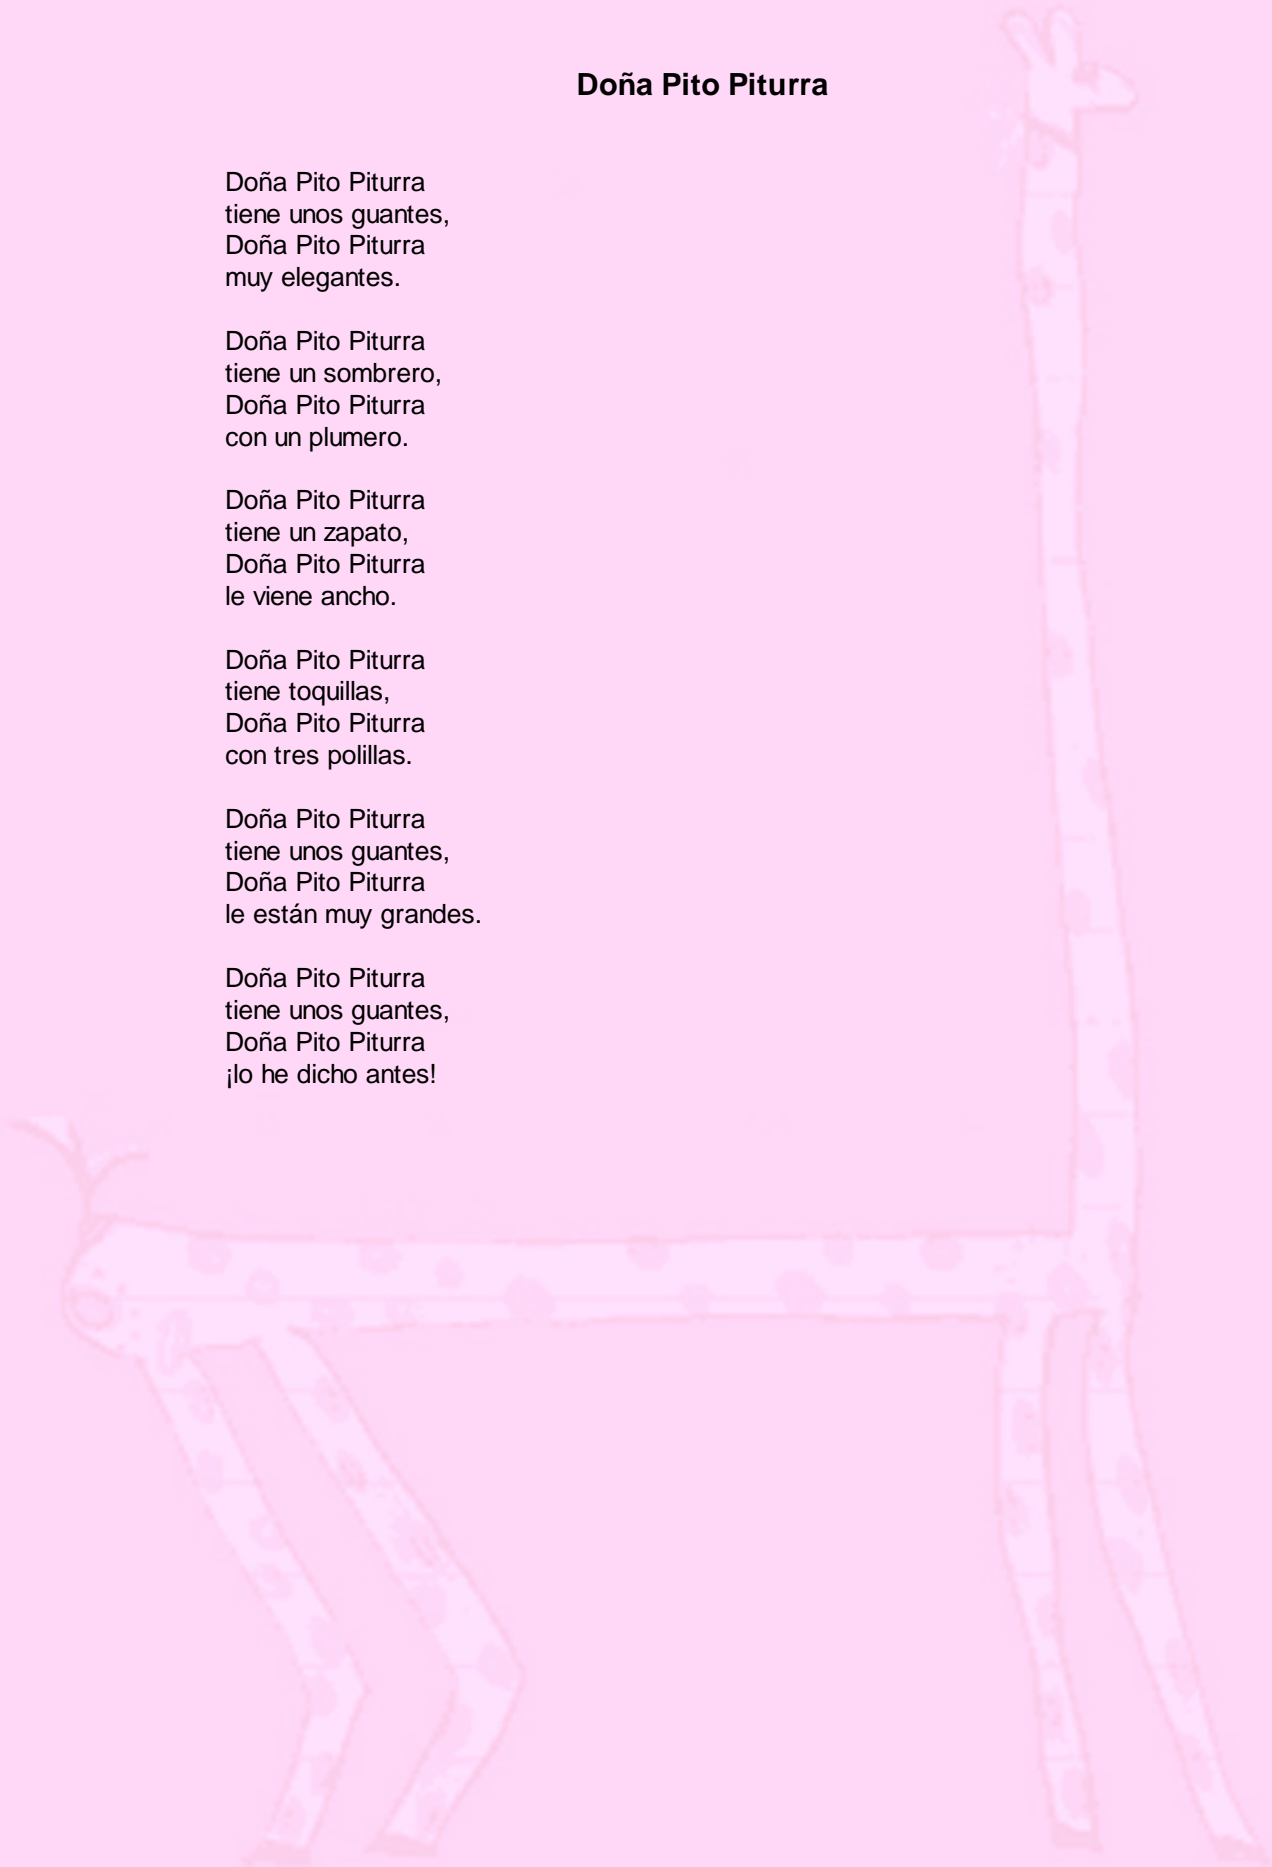 Doña Pito Piturra
Doña Pito Piturra
tiene unos guantes,
Doña Pito Piturra
muy elegantes.
Doña Pito Piturra
tiene un sombrero,
Doña Pito Piturra
con un plumero.
Doña Pito Piturra
tiene un zapato,
Doña Pito Piturra
le viene ancho.
Doña Pito Piturra
tiene toquillas,
Doña Pito Piturra
con tres polillas.
Doña Pito Piturra
tiene unos guantes,
Doña Pito Piturra
le están muy grandes.
Doña Pito Piturra
tiene unos guantes,
Doña Pito Piturra
¡lo he dicho antes!